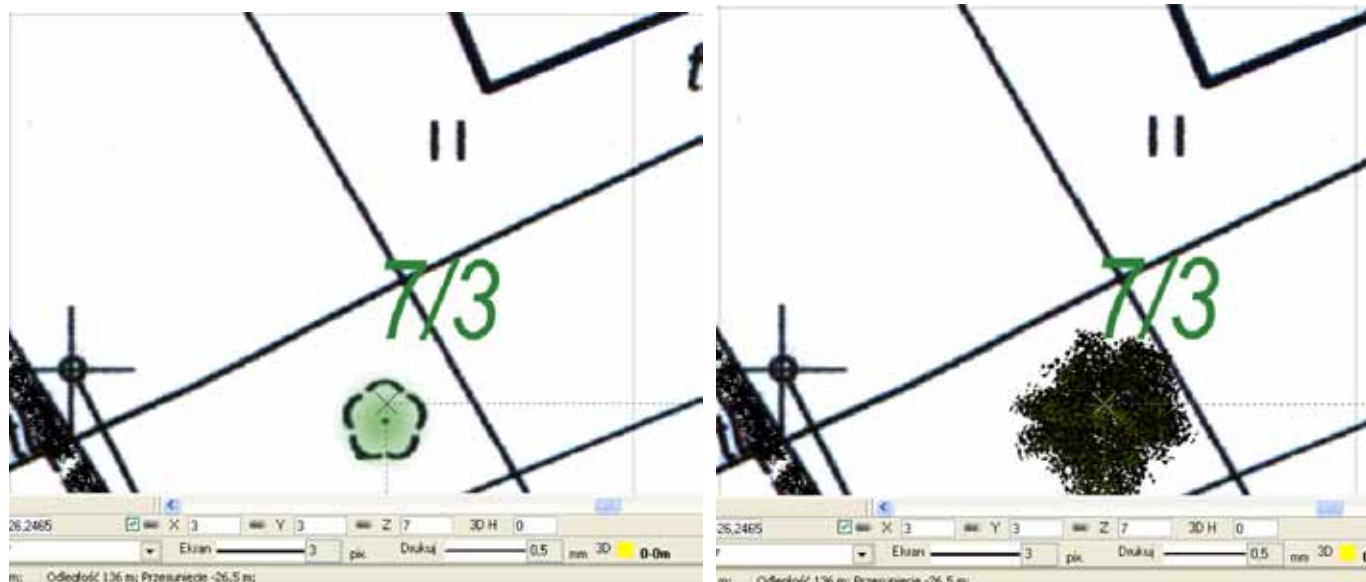 t
II
7/3
26,2465 X 3 Y 3 Z 7 3D H 0
Ekran 3 pix. Drukuj 0,5 mm 3D 0-0m
m; Odległość 136 m; Przesunięcie -26,5 m;
II
7/3
26,2465 X 3 Y 3 Z 7 3D H 0
Ekran 3 pix. Drukuj 0,5 mm 3D
m; Odległość 136 m; Przesunięcie -26,5 m;